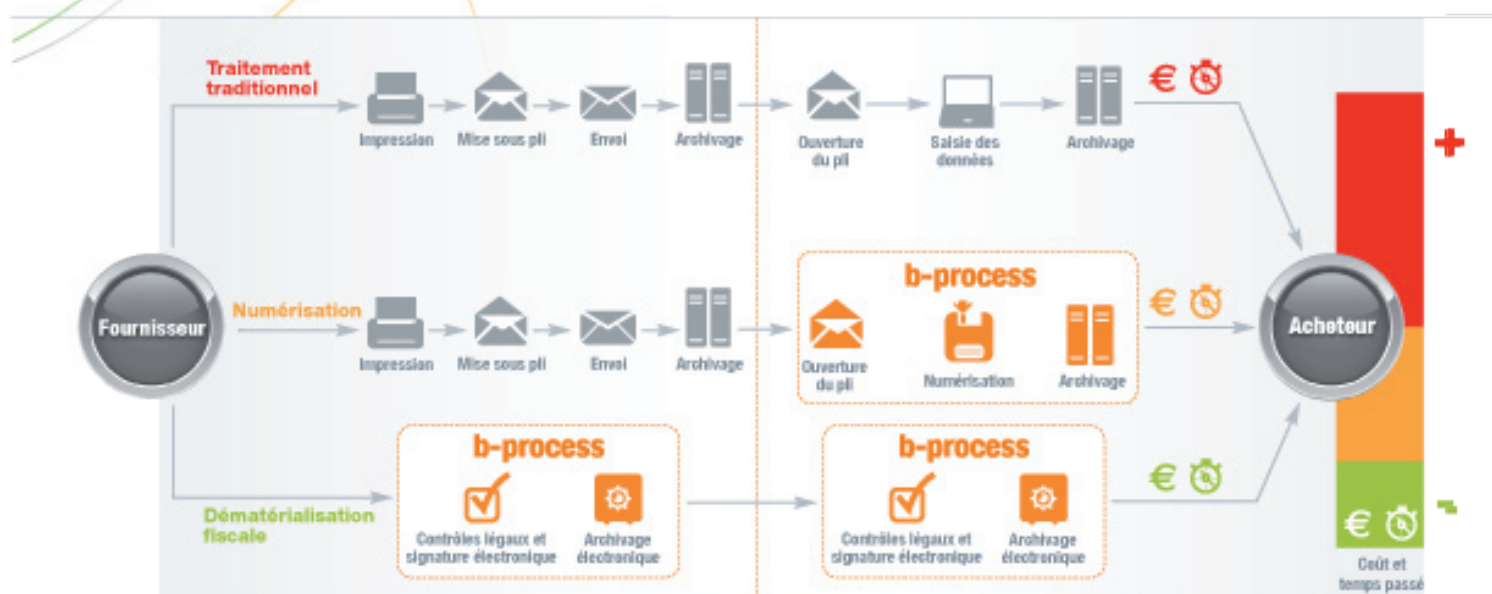 Traitement
traditionnel
Impression
Mise sous pli
Envoi
Archivage
Ouverture
du pli
Saisie des
données
Archivage
€
+
Fournisseur
Numérisation
Impression
Mise sous pli
Envoi
Archivage
b-process
Ouverture
du pli
Numérisation
Archivage
€
Acheteur
Dématérialisation
fiscale
b-process
Contrôles légaux et
signature électronique
Archivage
électronique
b-process
Contrôles légaux et
signature électronique
Archivage
électronique
€
€
-
Coût et
temps passé